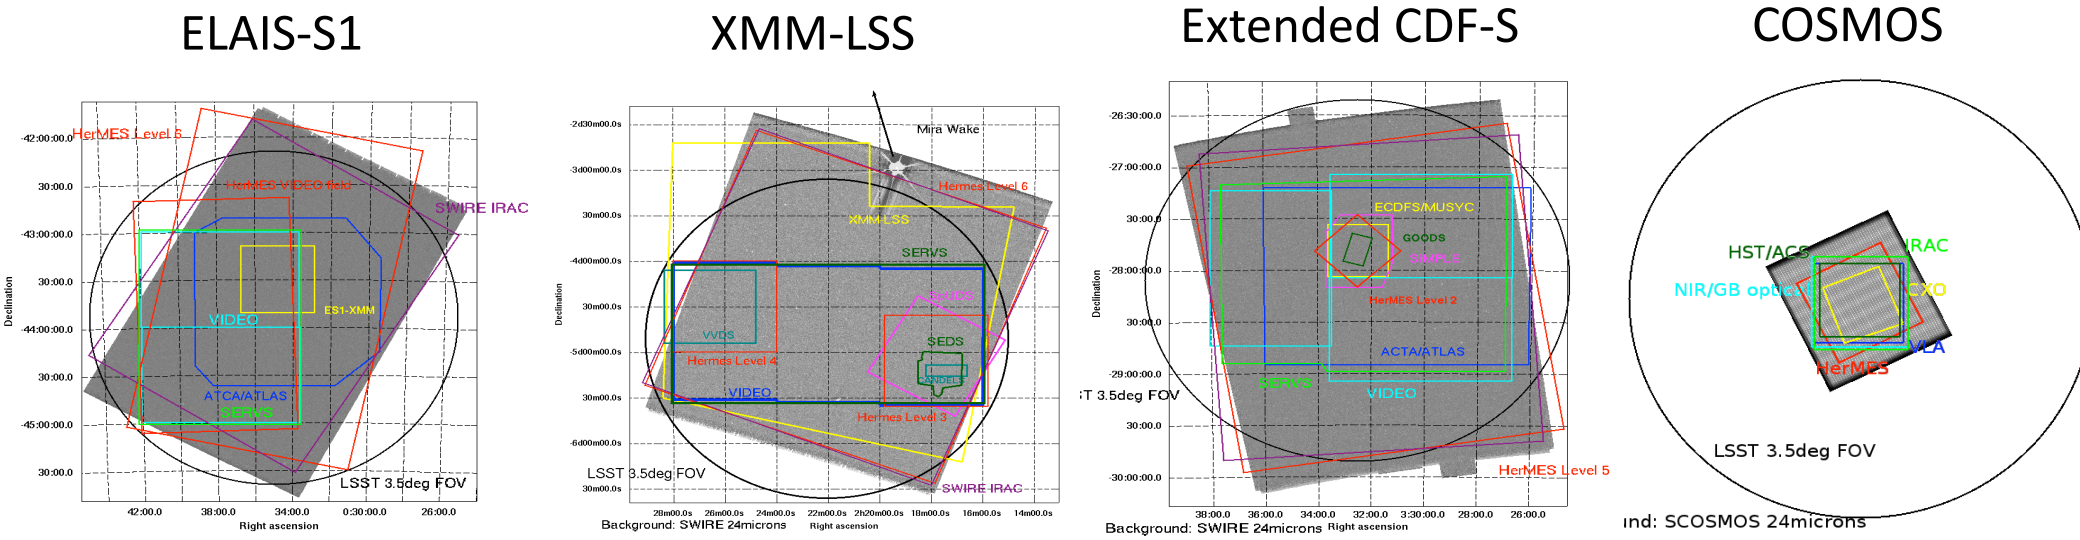 ELAIS-S1
XMM-LSS
Extended CDF-S
COSMOS
HerMES Level 6
HerMES VIDEO field
SWIRE IRAC
VIDEO
ES1-XMM
ATCA/ATLAS
SERVS
LSST 3.5deg FOV
Declination
-42:00:00.0
30:00.0
-43:00:00.0
30:00.0
-44:00:00.0
30:00.0
-45:00:00.0
30:00.0
42:00.0
38:00.0
34:00.0
0:30:00.0
26:00.0
Right ascension
Mira Wake
Hermes Level 6
XMM-LSS
SERVS
VVDS
Hermes Level 4
SEDS
CANDELS
VIDEO
Hermes Level 3
LSST 3.5deg FOV
SWIRE IRAC
Declination
-2d30m00.0s
-3d00m00.0s
30m00.0s
-4d00m00.0s
30m00.0s
-5d00m00.0s
30m00.0s
-6d00m00.0s
30m00.0s
28m00.0s
26m00.0s
24m00.0s
22m00.0s
2h20m00.0s
18m00.0s
16m00.0s
14m00.0s
Background: SWIRE 24microns
Right ascension
ECDFS/MUSYC
GOODS
SIMPLE
HerMES Level 2
ACTA/ATLAS
SERVS
VIDEO
ST 3.5deg FOV
HerMES Level 5
Declination
-26:30:00.0
-27:00:00.0
30:00.0
-28:00:00.0
30:00.0
-29:00:00.0
30:00.0
-30:00:00.0
38:00.0
36:00.0
34:00.0
3:30:00.0
28:00.0
26:00.0
Background: SWIRE 24microns
Right ascension
HST/ACS
IRAC
NIR/GB optical
CXO
VLA
HerMES
LSST 3.5deg FOV
und: SCOSMOS 24microns